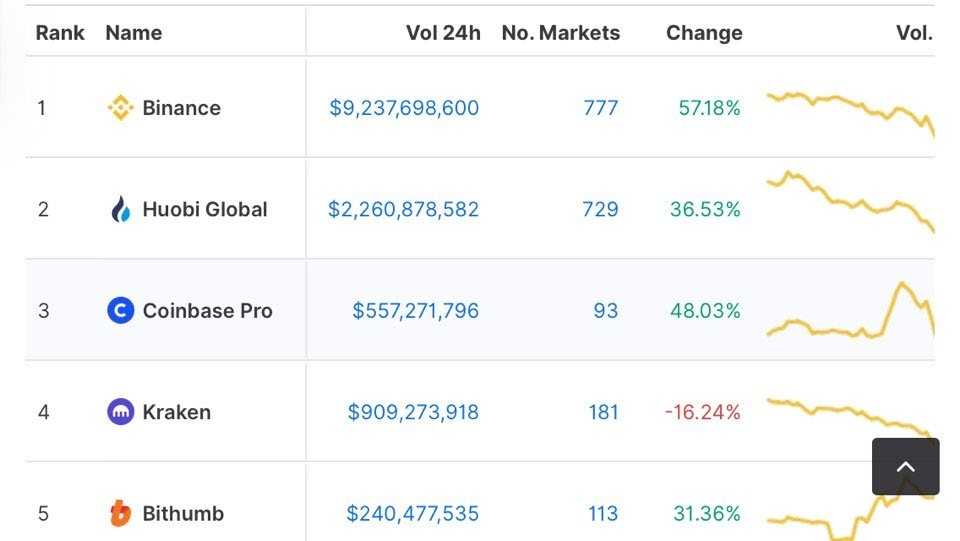 Rank Name Vol 24h No. Markets Change Vol.
1 Binance $9,237,698,600 777 57.18%
2 Huobi Global $2,260,878,582 729 36.53%
3 Coinbase Pro $557,271,796 93 48.03%
4 Kraken $909,273,918 181 -16.24%
5 Bithumb $240,477,535 113 31.36%